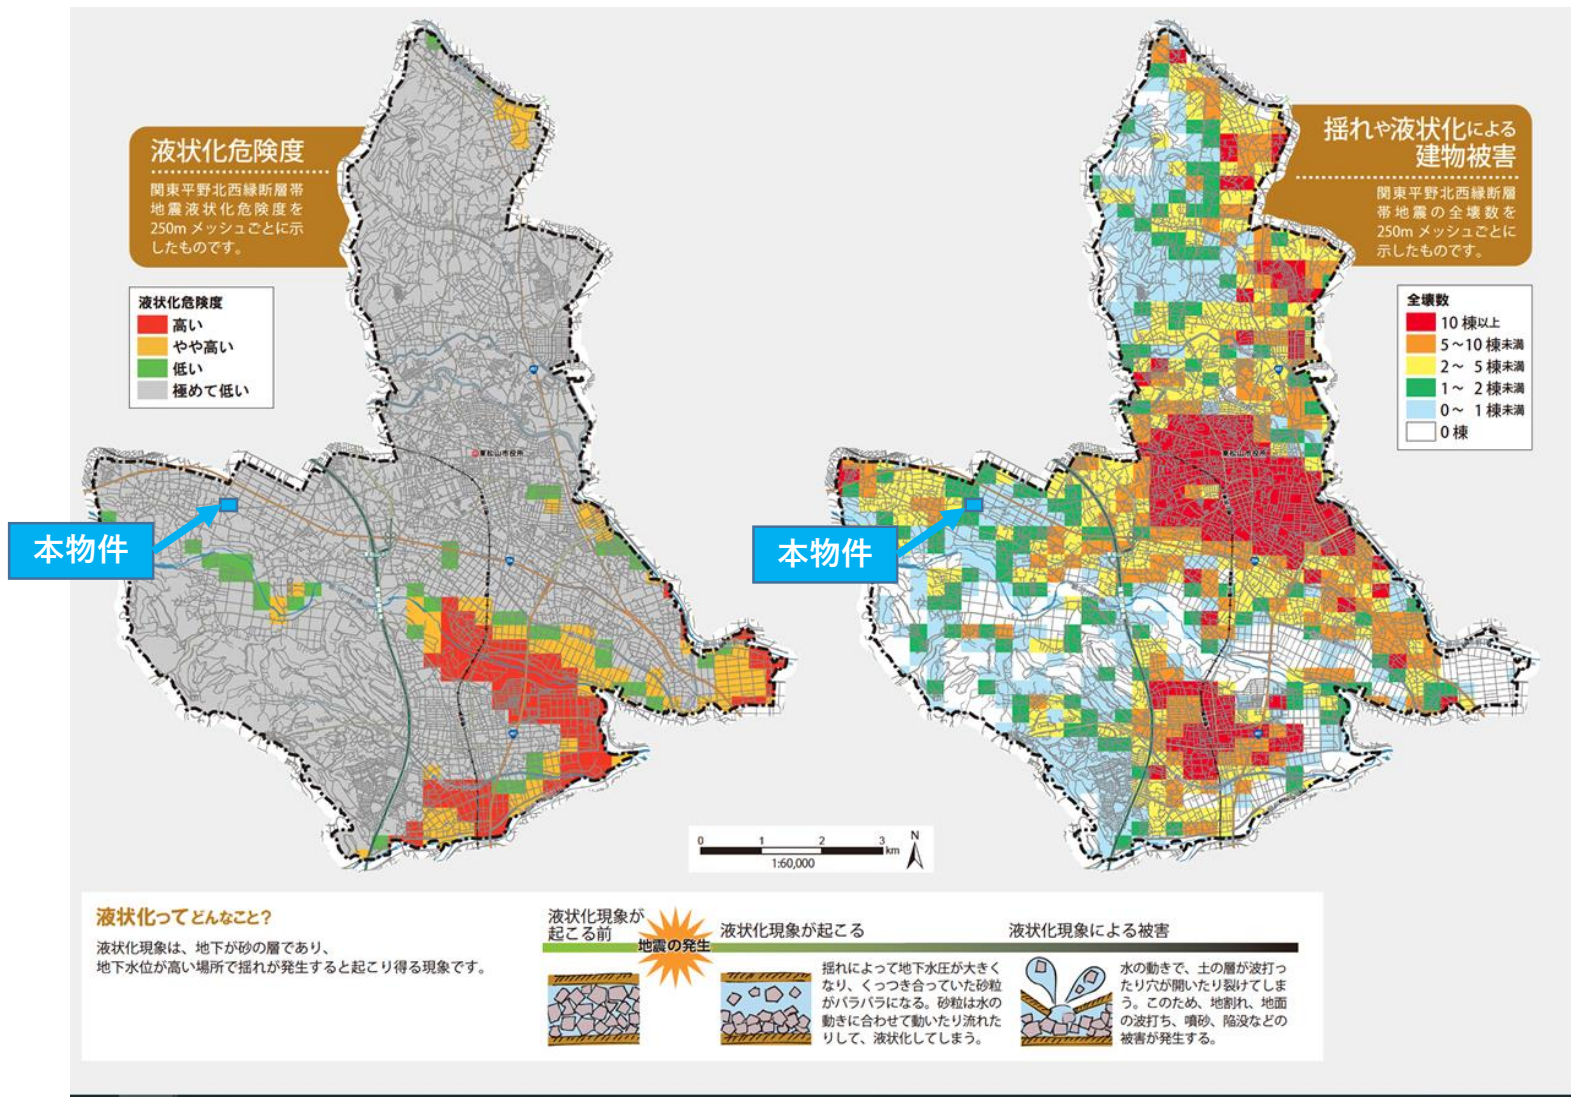 液状化危険度
関東平野北西縁断層帯
地震液状化危険度を
250m メッシュごとに示
したものです。
液状化危険度
高い
やや高い
低い
極めて低い
東松山市役所
本物件
揺れや液状化による
建物被害
関東平野北西縁断層
帯地震の全壊数を
250m メッシュごとに
示したものです。
全壊数
10 棟以上
5～10 棟未満
2～ 5 棟未満
1～ 2 棟未満
0～ 1 棟未満
0 棟
東松山市役所
本物件
0 1 2 3 km
1:60,000
N
液状化ってどんなこと?
液状化現象は、地下が砂の層であり、
地下水位が高い場所で揺れが発生すると起こり得る現象です。
液状化現象が
起こる前
地震の発生
液状化現象が起こる
揺れによって地下水圧が大きく
なり、くっつき合っていた砂粒
がバラバラになる。砂粒は水の
動きに合わせて動いたり流れた
りして、液状化してしまう。
液状化現象による被害
水の動きで、土の層が波打っ
たり穴が開いたり裂けてしま
う。このため、地割れ、地面
の波打ち、噴砂、陥没などの
被害が発生する。